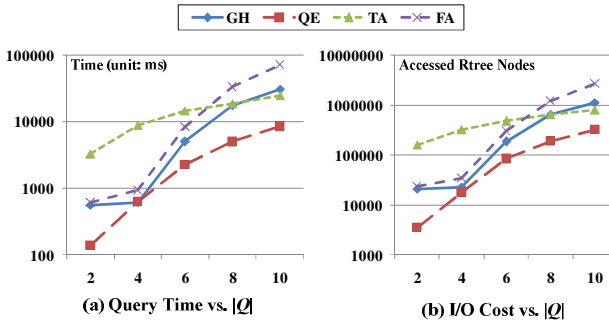 GH QE TA FA
Time (unit: ms)
100000
10000
1000
100
2 4 6 8 10
(a) Query Time vs. |Q|
Accessed Rtree Nodes
10000000
1000000
100000
10000
1000
2 4 6 8 10
(b) I/O Cost vs. |Q|